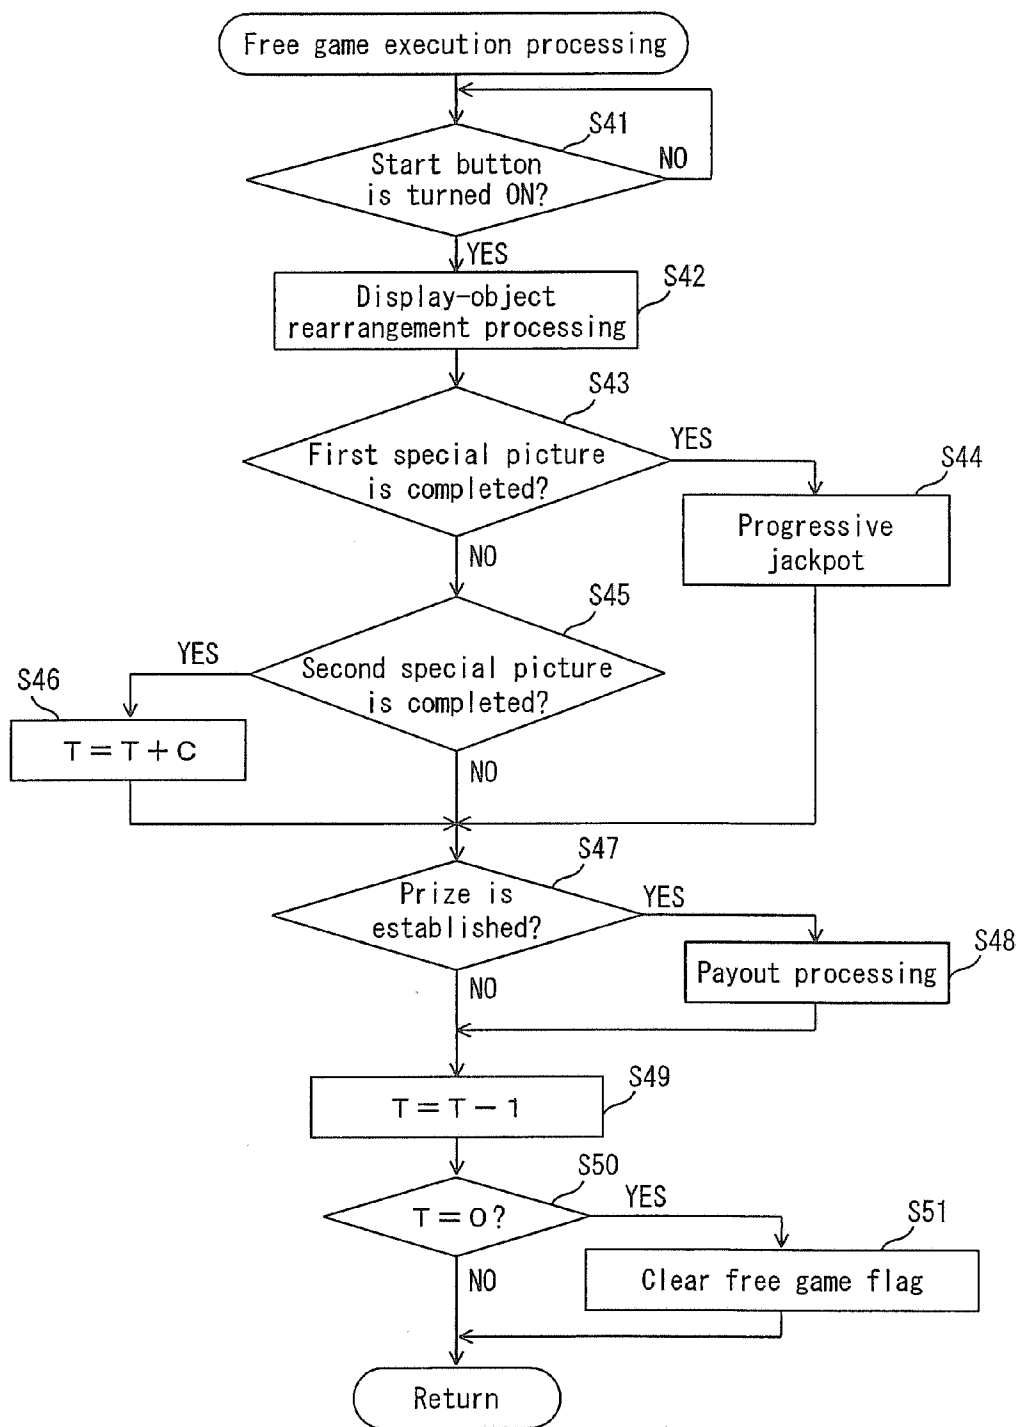 Free game execution processing
S41
Start button
is turned ON?
NO
YES
S42
Display-object
rearrangement processing
S43
First special picture
is completed?
YES
S44
Progressive
jackpot
NO
S45
YES
Second special picture
is completed?
S46
T=T+C
NO
S47
Prize is
established?
YES
S48
Payout processing
NO
S49
T=T-1
S50
T=0?
YES
S51
Clear free game flag
NO
Return